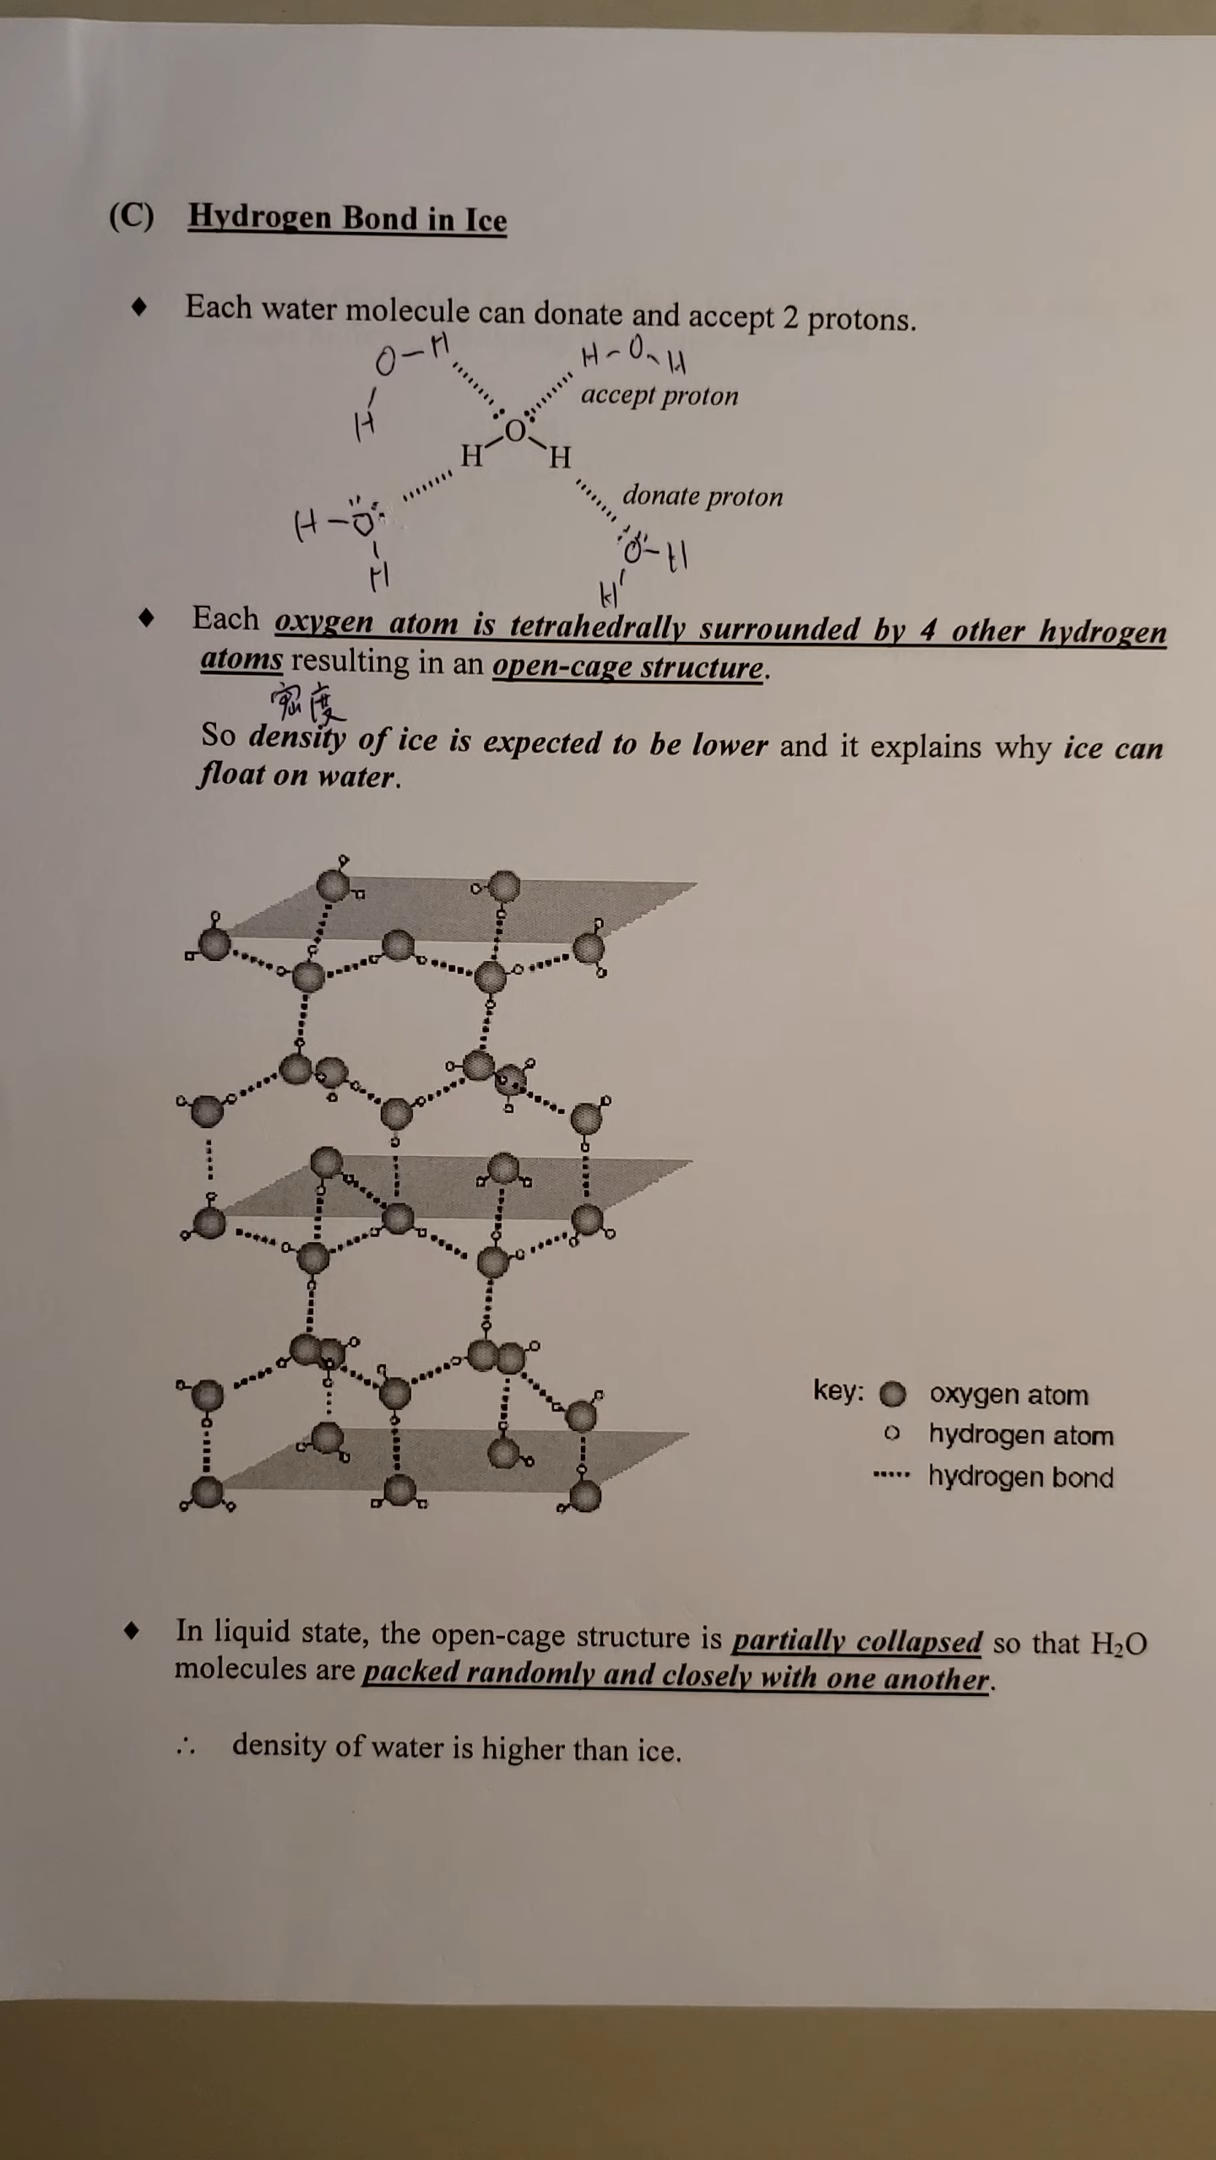 (C) Hydrogen Bond in Ice
♦ Each water molecule can donate and accept 2 protons.
O-H
H-O-H
H
accept proton
O
H H
donate proton
H-O
O-H
H
H
♦ Each oxygen atom is tetrahedrally surrounded by 4 other hydrogen
atoms resulting in an open-cage structure.
密度
So density of ice is expected to be lower and it explains why ice can
float on water.
key: oxygen atom
hydrogen atom
hydrogen bond
♦ In liquid state, the open-cage structure is partially collapsed so that H₂O
molecules are packed randomly and closely with one another.
∴ density of water is higher than ice.